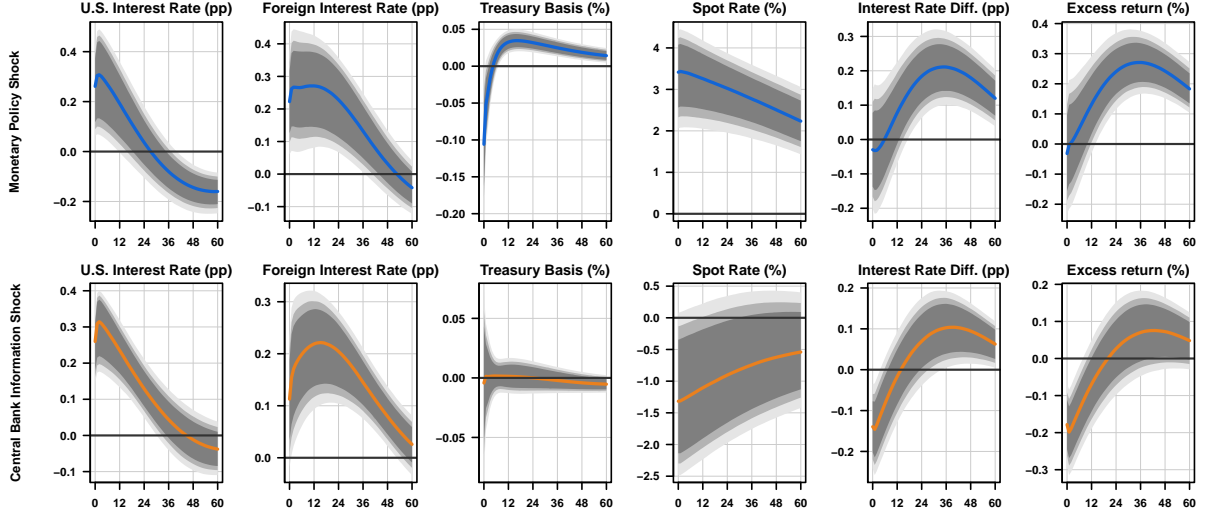 U.S. Interest Rate (pp) Foreign Interest Rate (pp) Treasury Basis (%) Spot Rate (%) Interest Rate Diff. (pp) Excess return (%)
Monetary Policy Shock
0.4 0.2 0.0 −0.2
0.4 0.3 0.2 0.1 0.0 −0.1
0.05 0.00 −0.05 −0.10 −0.15 −0.20
4 3 2 0
0.3 0.2 0.1 0.0 −0.1 −0.2
0.4 0.3 0.2 0.1 0.0 −0.1 −0.2
0 12 24 36 48 60 0 12 24 36 48 60 0 12 24 36 48 60 0 12 24 36 48 60 0 12 24 36 48 60 0 12 24 36 48 60
U.S. Interest Rate (pp) Foreign Interest Rate (pp) Treasury Basis (%) Spot Rate (%) Interest Rate Diff. (pp) Excess return (%)
Central Bank Information Shock
0.4 0.3 0.2 0.1 0.0 −0.1
0.3 0.2 0.1 0.0
0.05 0.00 −0.05
0.5 0.0 −0.5 −1.0 −1.5 −2.0 −2.5
0.2 0.1 0.0 −0.1 −0.2
0.2 0.1 0.0 −0.1 −0.2 −0.3
0 12 24 36 48 60 0 12 24 36 48 60 0 12 24 36 48 60 0 12 24 36 48 60 0 12 24 36 48 60 0 12 24 36 48 60